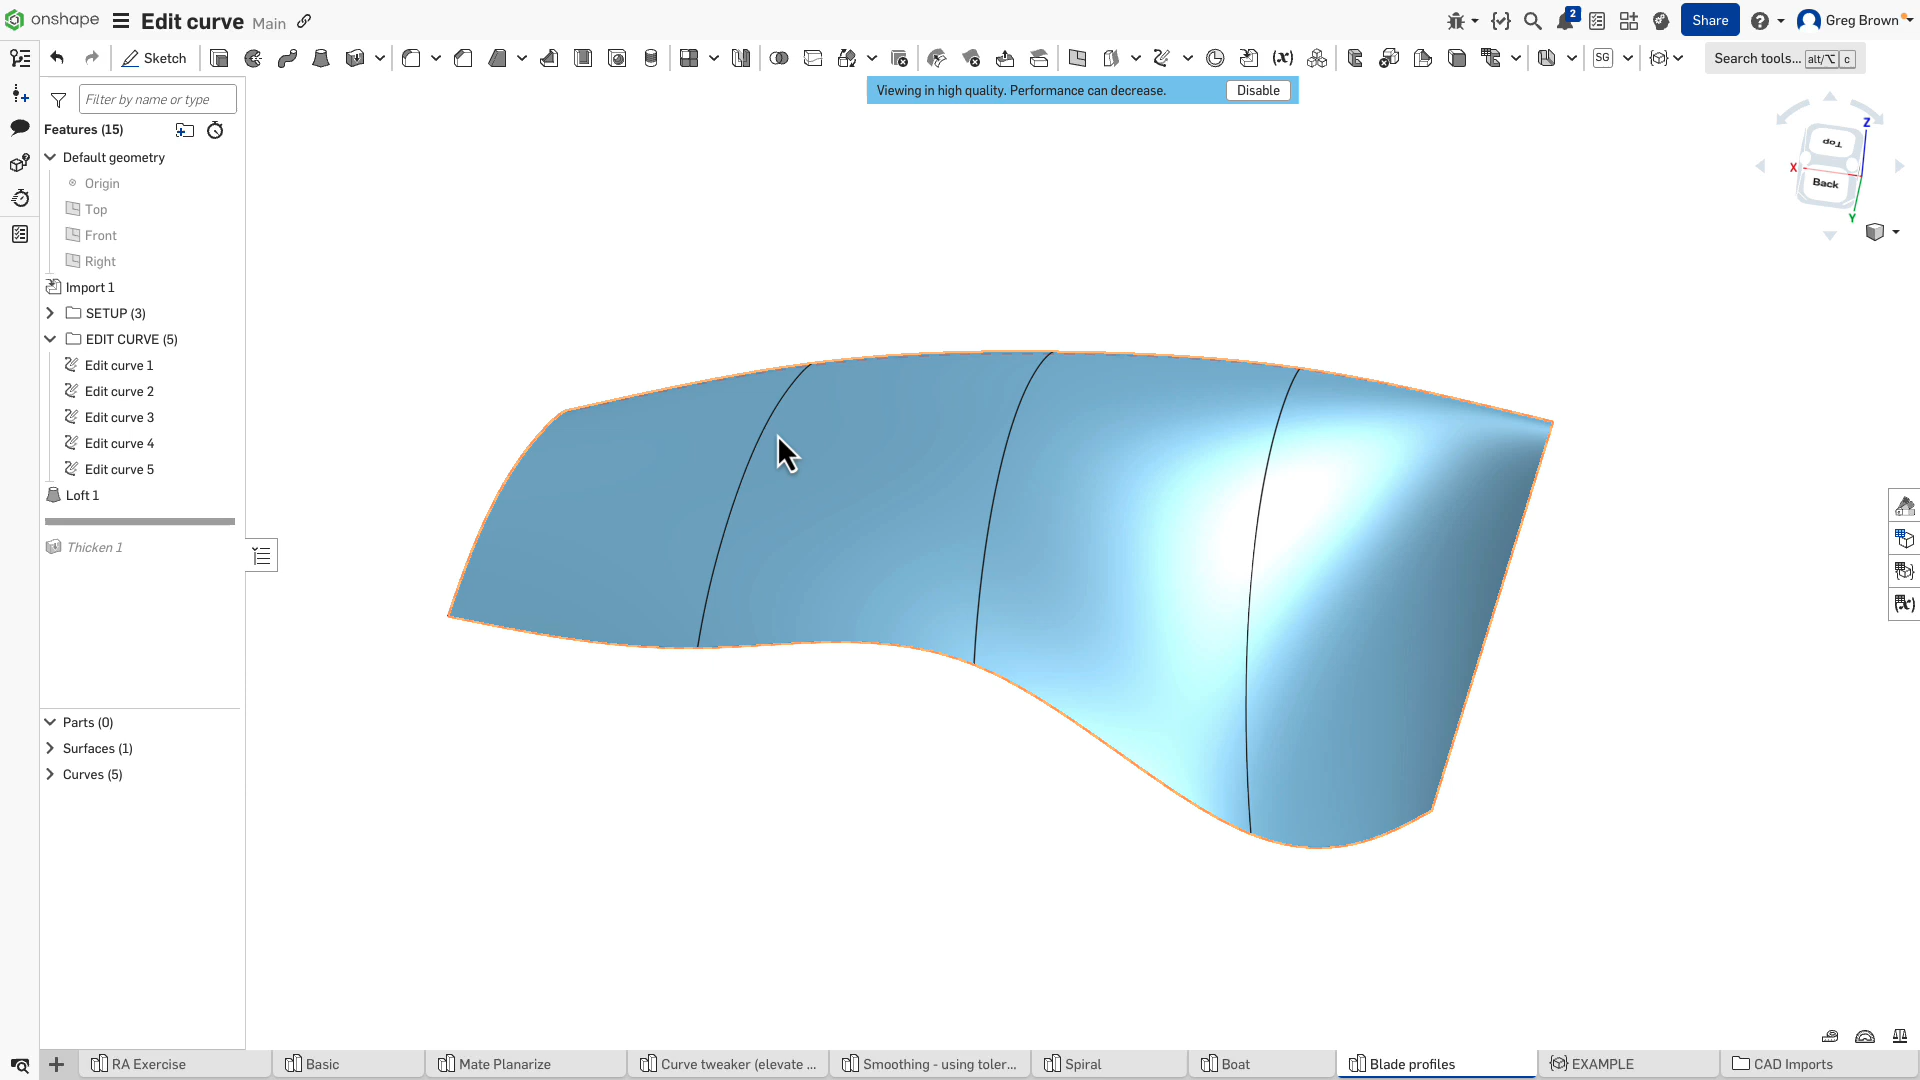 onshape Edit curve Main 2 Share Greg Brown
Sketch SG Search tools... alt/⌥ c
Viewing in high quality. Performance can decrease. Disable
Filter by name or type
Features (15)
Default geometry
Origin
Top
Front
Right
Import 1
SETUP (3)
EDIT CURVE (5)
Edit curve 1
Edit curve 2
Edit curve 3
Edit curve 4
Edit curve 5
Loft 1
Thicken 1
Parts (0)
Surfaces (1)
Curves (5)
Z
Top
X
Back
Y
(x)
RA Exercise Basic Mate Planarize Curve tweaker (elevate ... Smoothing - using toler... Spiral Boat Blade profiles EXAMPLE CAD Imports